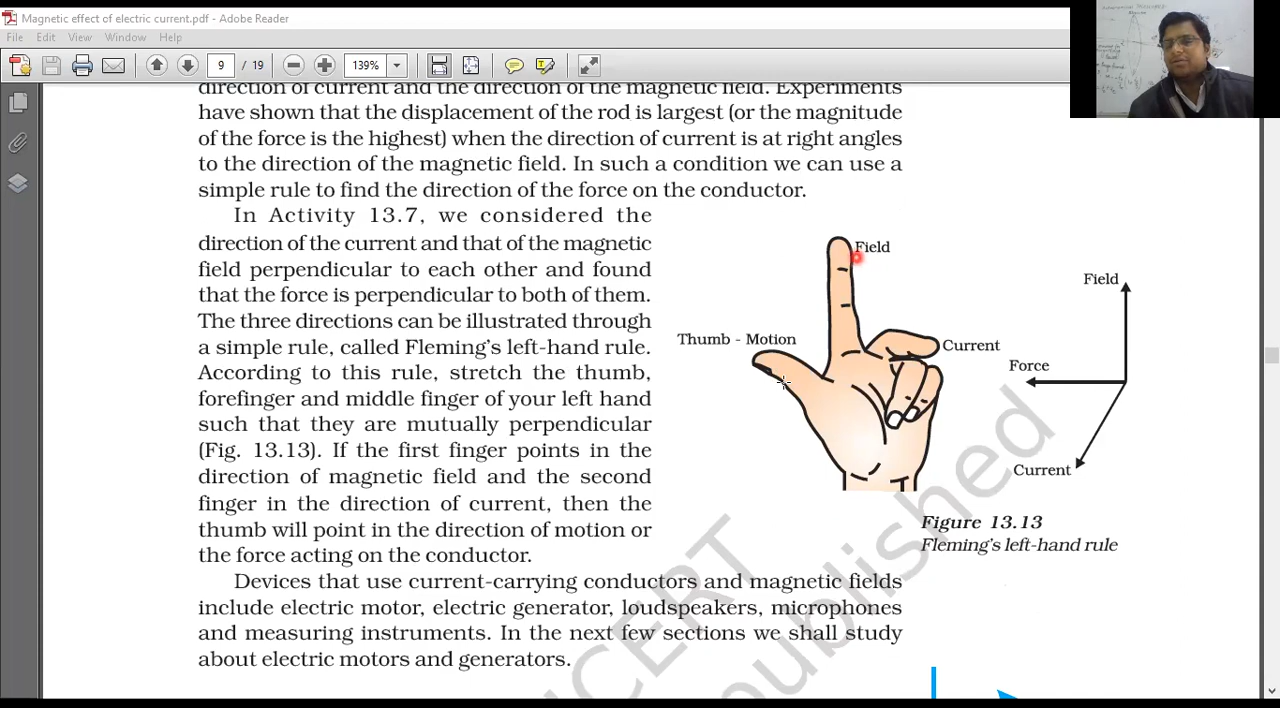 Magnetic effect of electric current.pdf - Adobe Reader
File Edit View Window Help
9 19 139%
direction of current and the direction of the magnetic field. Experiments
have shown that the displacement of the rod is largest (or the magnitude
of the force is the highest) when the direction of current is at right angles
to the direction of the magnetic field. In such a condition we can use a
simple rule to find the direction of the force on the conductor.
In Activity 13.7, we considered the
direction of the current and that of the magnetic
field perpendicular to each other and found
that the force is perpendicular to both of them.
The three directions can be illustrated through
a simple rule, called Fleming's left-hand rule.
According to this rule, stretch the thumb,
forefinger and middle finger of your left hand
such that they are mutually perpendicular
(Fig. 13.13). If the first finger points in the
direction of magnetic field and the second
finger in the direction of current, then the
thumb will point in the direction of motion or
the force acting on the conductor.
Field
Thumb - Motion
Current
Field
Force
Current
Figure 13.13
Fleming's left-hand rule
Devices that use current-carrying conductors and magnetic fields
include electric motor, electric generator, loudspeakers, microphones
and measuring instruments. In the next few sections we shall study
about electric motors and generators.
NCERT
published